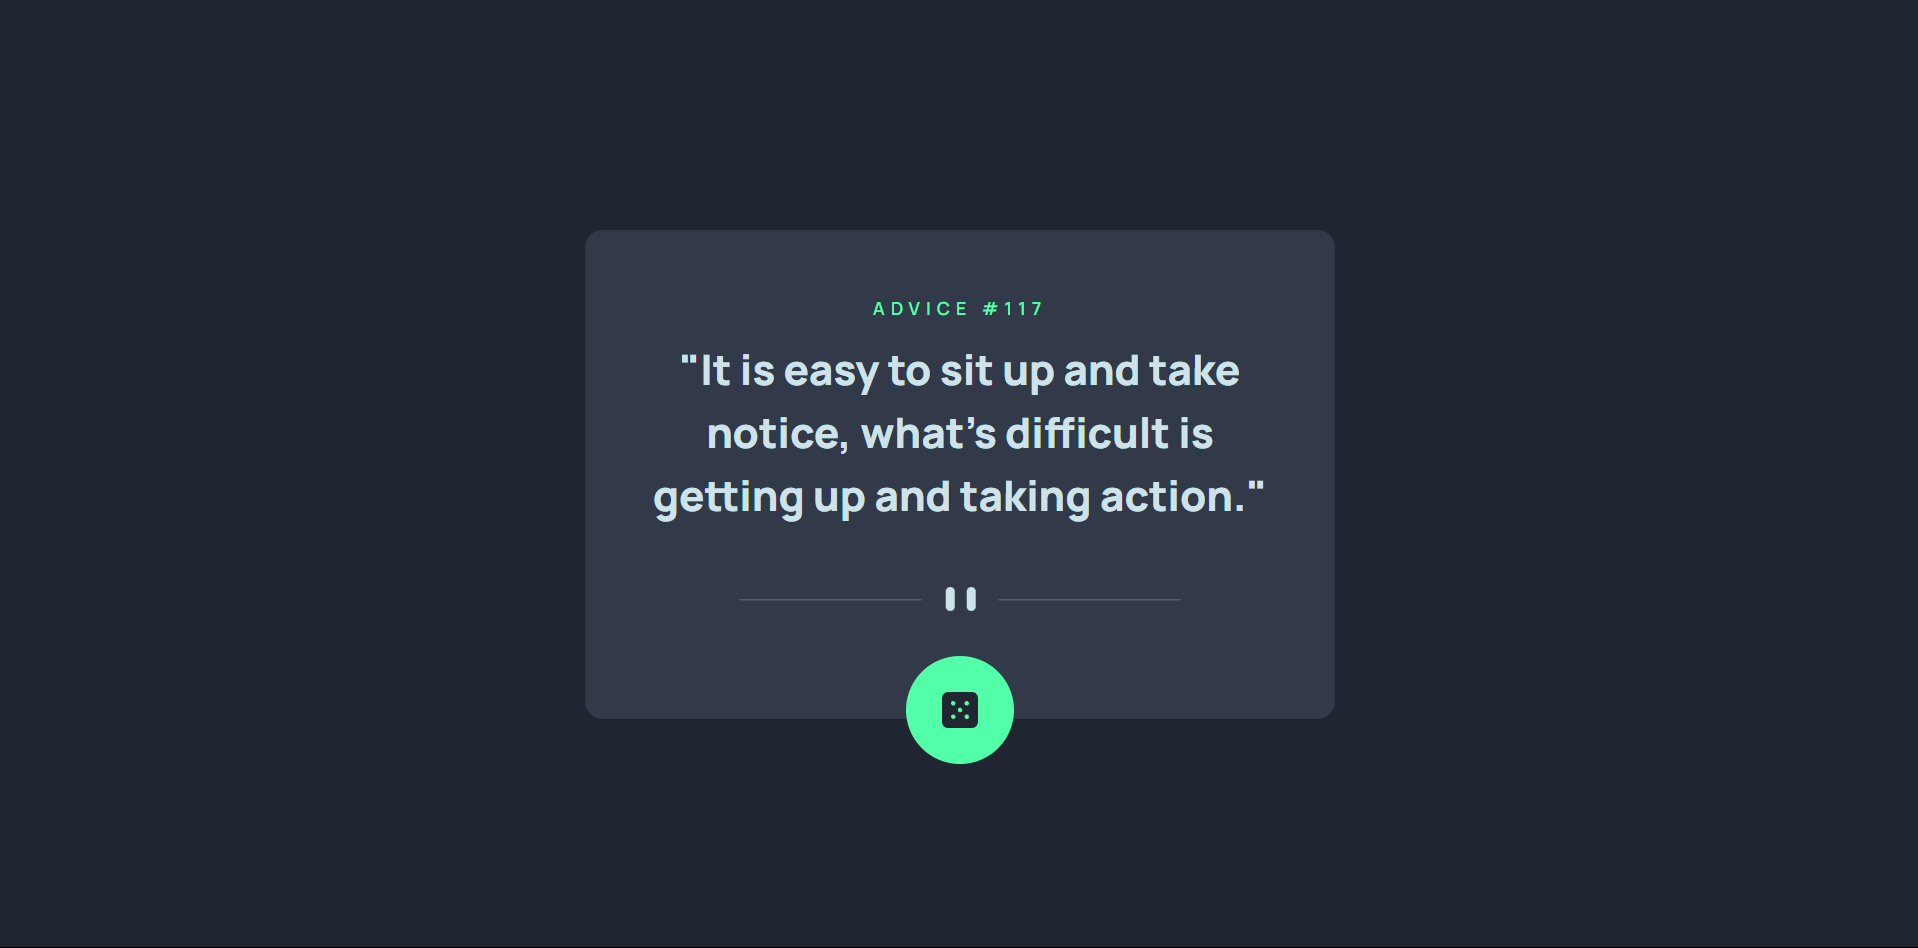 ADVICE #117
"It is easy to sit up and take
notice, what’s difficult is
getting up and taking action."